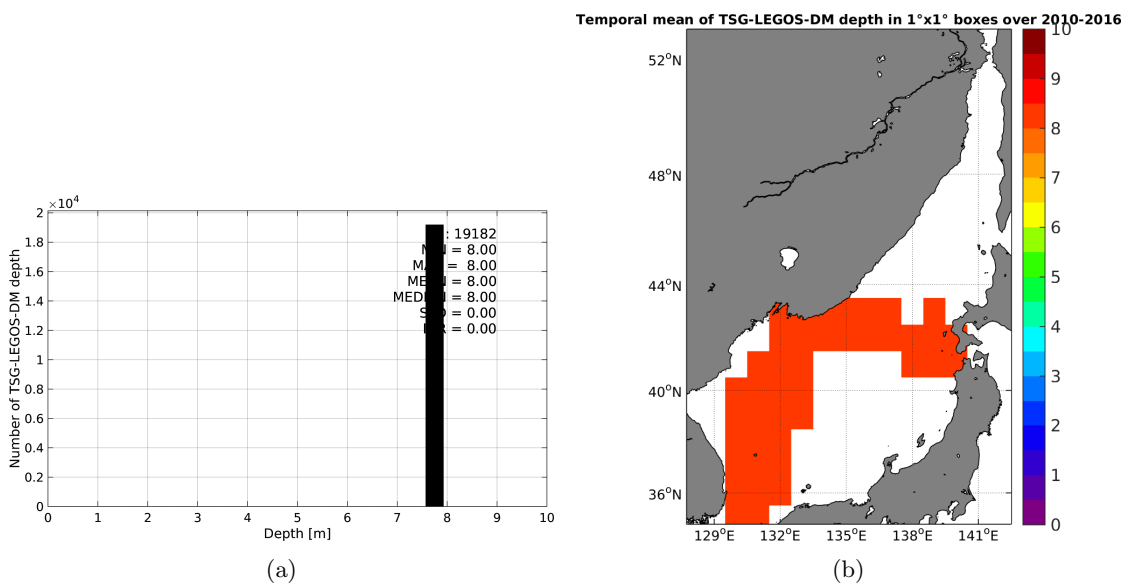 Temporal mean of TSG-LEGOS-DM depth in 1°x1° boxes over 2010-2016
×10⁴
2
1.8
1.6
1.4
1.2
1
0.8
0.6
0.4
0.2
0
Number of TSG-LEGOS-DM depth
: 19182
= 8.00
= 8.00
= 8.00
= 8.00
= 0.00
= 0.00
0 1 2 3 4 5 6 7 8 9 10
Depth [m]
(a)
52°N
48°N
44°N
40°N
36°N
129°E 132°E 135°E 138°E 141°E
10
9
8
7
6
5
4
3
2
1
0
(b)